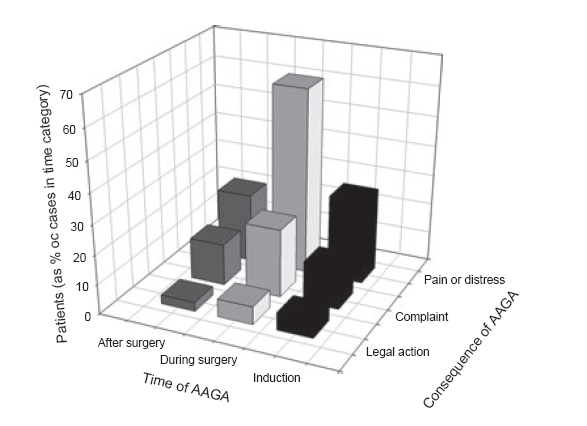 Patients (as % oc cases in time category)
70
60
50
40
30
20
10
0
After surgery
During surgery
Induction
Time of AAGA
Legal action
Complaint
Pain or distress
Consequence of AAGA